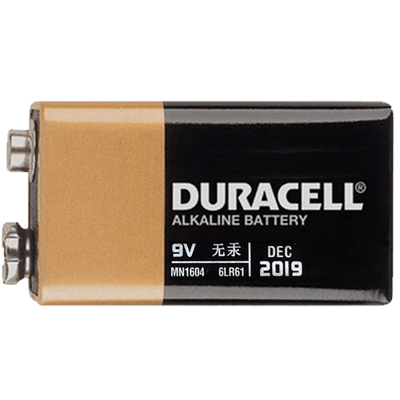 DURACELL®
ALKALINE BATTERY
9V 无汞 DEC
MN1604 6LR61 2019